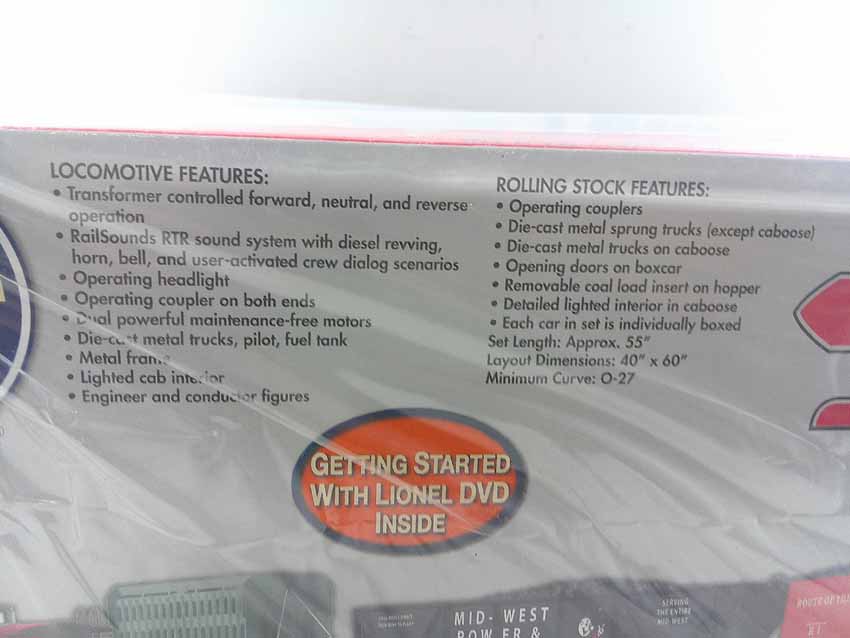 LOCOMOTIVE FEATURES:
• Transformer controlled forward, neutral, and reverse
operation
• RailSounds RTR sound system with diesel revving,
horn, bell, and user-activated crew dialog scenarios
• Operating headlight
• Operating coupler on both ends
• Dual powerful maintenance-free motors
• Die-cast metal trucks, pilot, fuel tank
• Metal frame
• Lighted cab interior
• Engineer and conductor figures
ROLLING STOCK FEATURES:
• Operating couplers
• Die-cast metal sprung trucks (except caboose)
• Die-cast metal trucks on caboose
• Opening doors on boxcar
• Removable coal load insert on hopper
• Detailed lighted interior in caboose
• Each car in set is individually boxed
Set Length: Approx. 55"
Layout Dimensions: 40" x 60"
Minimum Curve: O-27
GETTING STARTED
WITH LIONEL DVD
INSIDE
MID-WEST
POWER &
SERVING
THE ENTIRE
MID-WEST
ROUTE OF